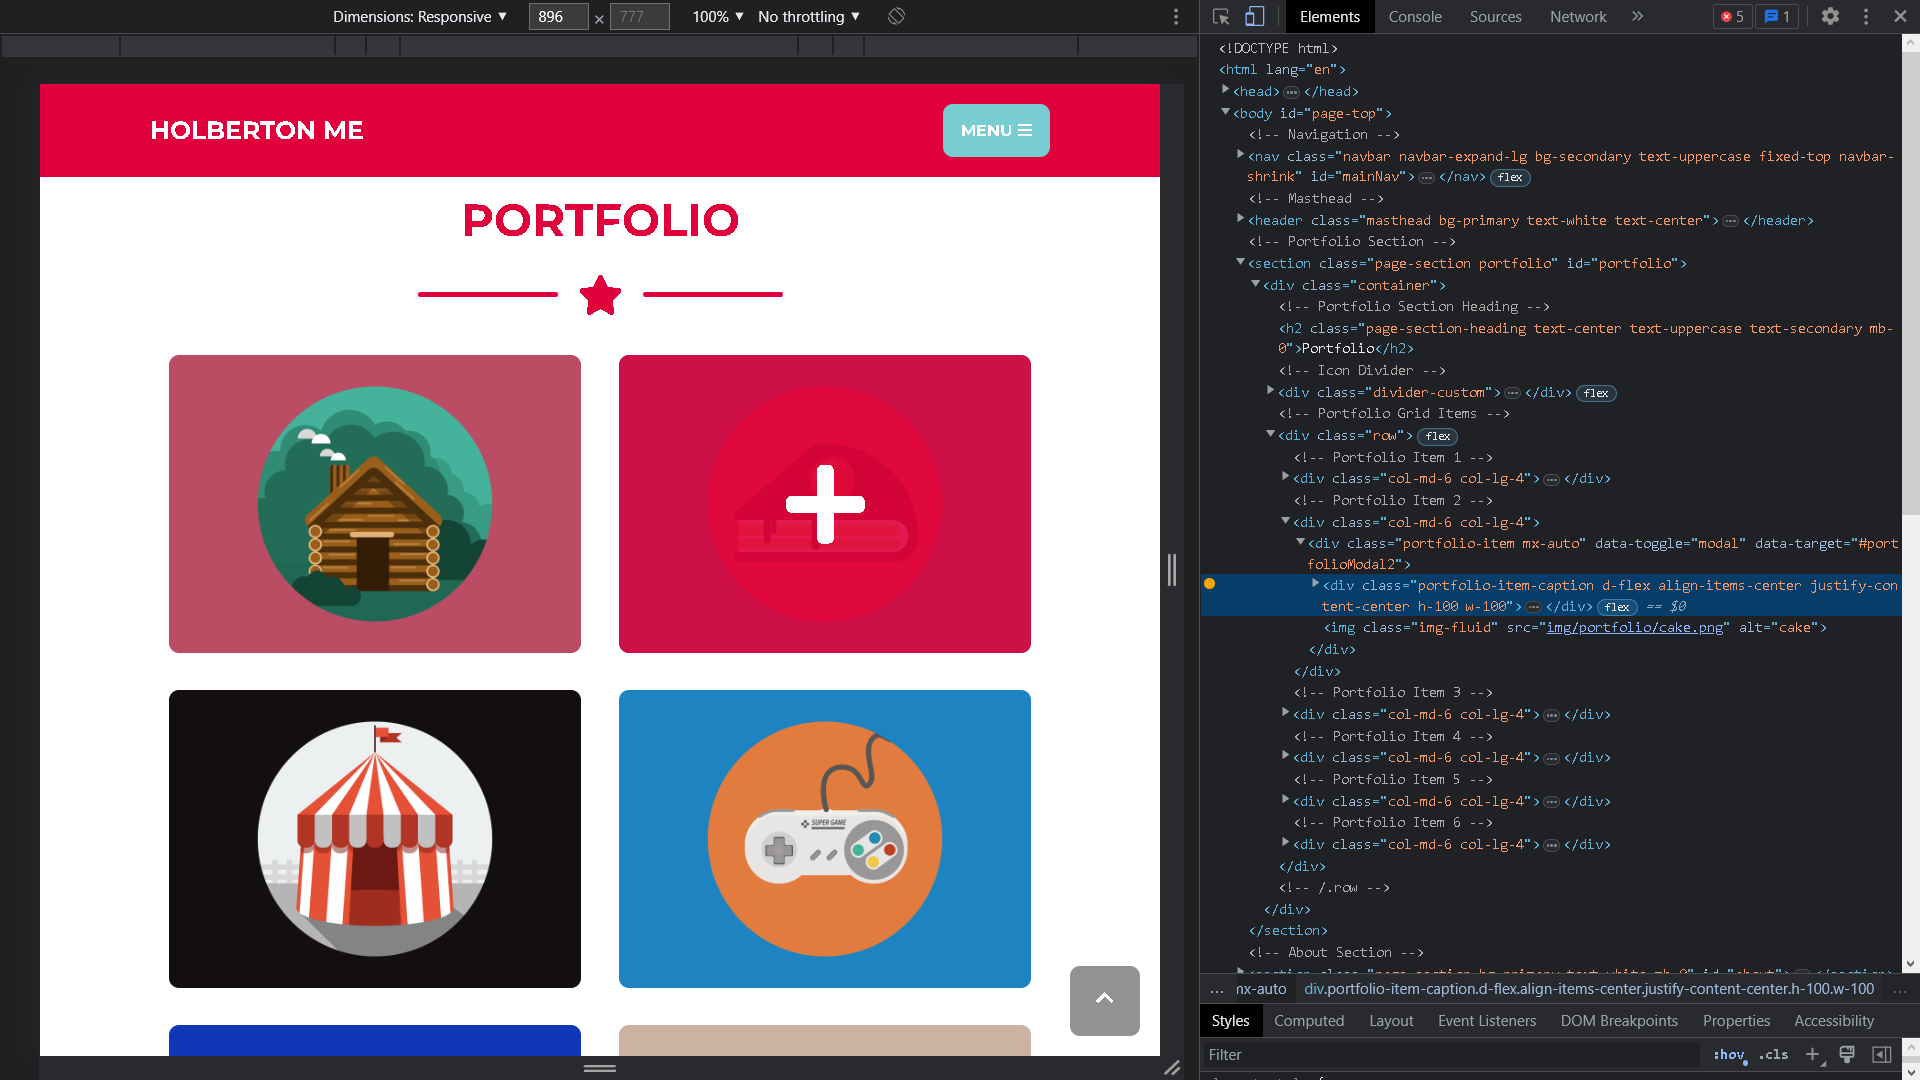 Dimensions: Responsive ▼ 896 × 777 100% ▼ No throttling ▼
Elements Console Sources Network » 5 1
HOLBERTON ME
MENU
PORTFOLIO
SUPER GAME
<!DOCTYPE html>
<html lang="en">
<head> ⋯ </head>
<body id="page-top">
<!-- Navigation -->
<nav class="navbar navbar-expand-lg bg-secondary text-uppercase fixed-top navbar-
shrink" id="mainNav"> ⋯ </nav> flex
<!-- Masthead -->
<header class="masthead bg-primary text-white text-center"> ⋯ </header>
<!-- Portfolio Section -->
<section class="page-section portfolio" id="portfolio">
<div class="container">
<!-- Portfolio Section Heading -->
<h2 class="page-section-heading text-center text-uppercase text-secondary mb-
0">Portfolio</h2>
<!-- Icon Divider -->
<div class="divider-custom"> ⋯ </div> flex
<!-- Portfolio Grid Items -->
<div class="row"> flex
<!-- Portfolio Item 1 -->
<div class="col-md-6 col-lg-4"> ⋯ </div>
<!-- Portfolio Item 2 -->
<div class="col-md-6 col-lg-4">
<div class="portfolio-item mx-auto" data-toggle="modal" data-target="#port
folioModal2">
<div class="portfolio-item-caption d-flex align-items-center justify-con
tent-center h-100 w-100"> ⋯ </div> flex == $0
<img class="img-fluid" src="img/portfolio/cake.png" alt="cake">
</div>
</div>
<!-- Portfolio Item 3 -->
<div class="col-md-6 col-lg-4"> ⋯ </div>
<!-- Portfolio Item 4 -->
<div class="col-md-6 col-lg-4"> ⋯ </div>
<!-- Portfolio Item 5 -->
<div class="col-md-6 col-lg-4"> ⋯ </div>
<!-- Portfolio Item 6 -->
<div class="col-md-6 col-lg-4"> ⋯ </div>
</div>
<!-- /.row -->
</div>
</section>
<!-- About Section -->
... mx-auto div.portfolio-item-caption.d-flex.align-items-center.justify-content-center.h-100.w-100 ...
Styles Computed Layout Event Listeners DOM Breakpoints Properties Accessibility
Filter :hov .cls +